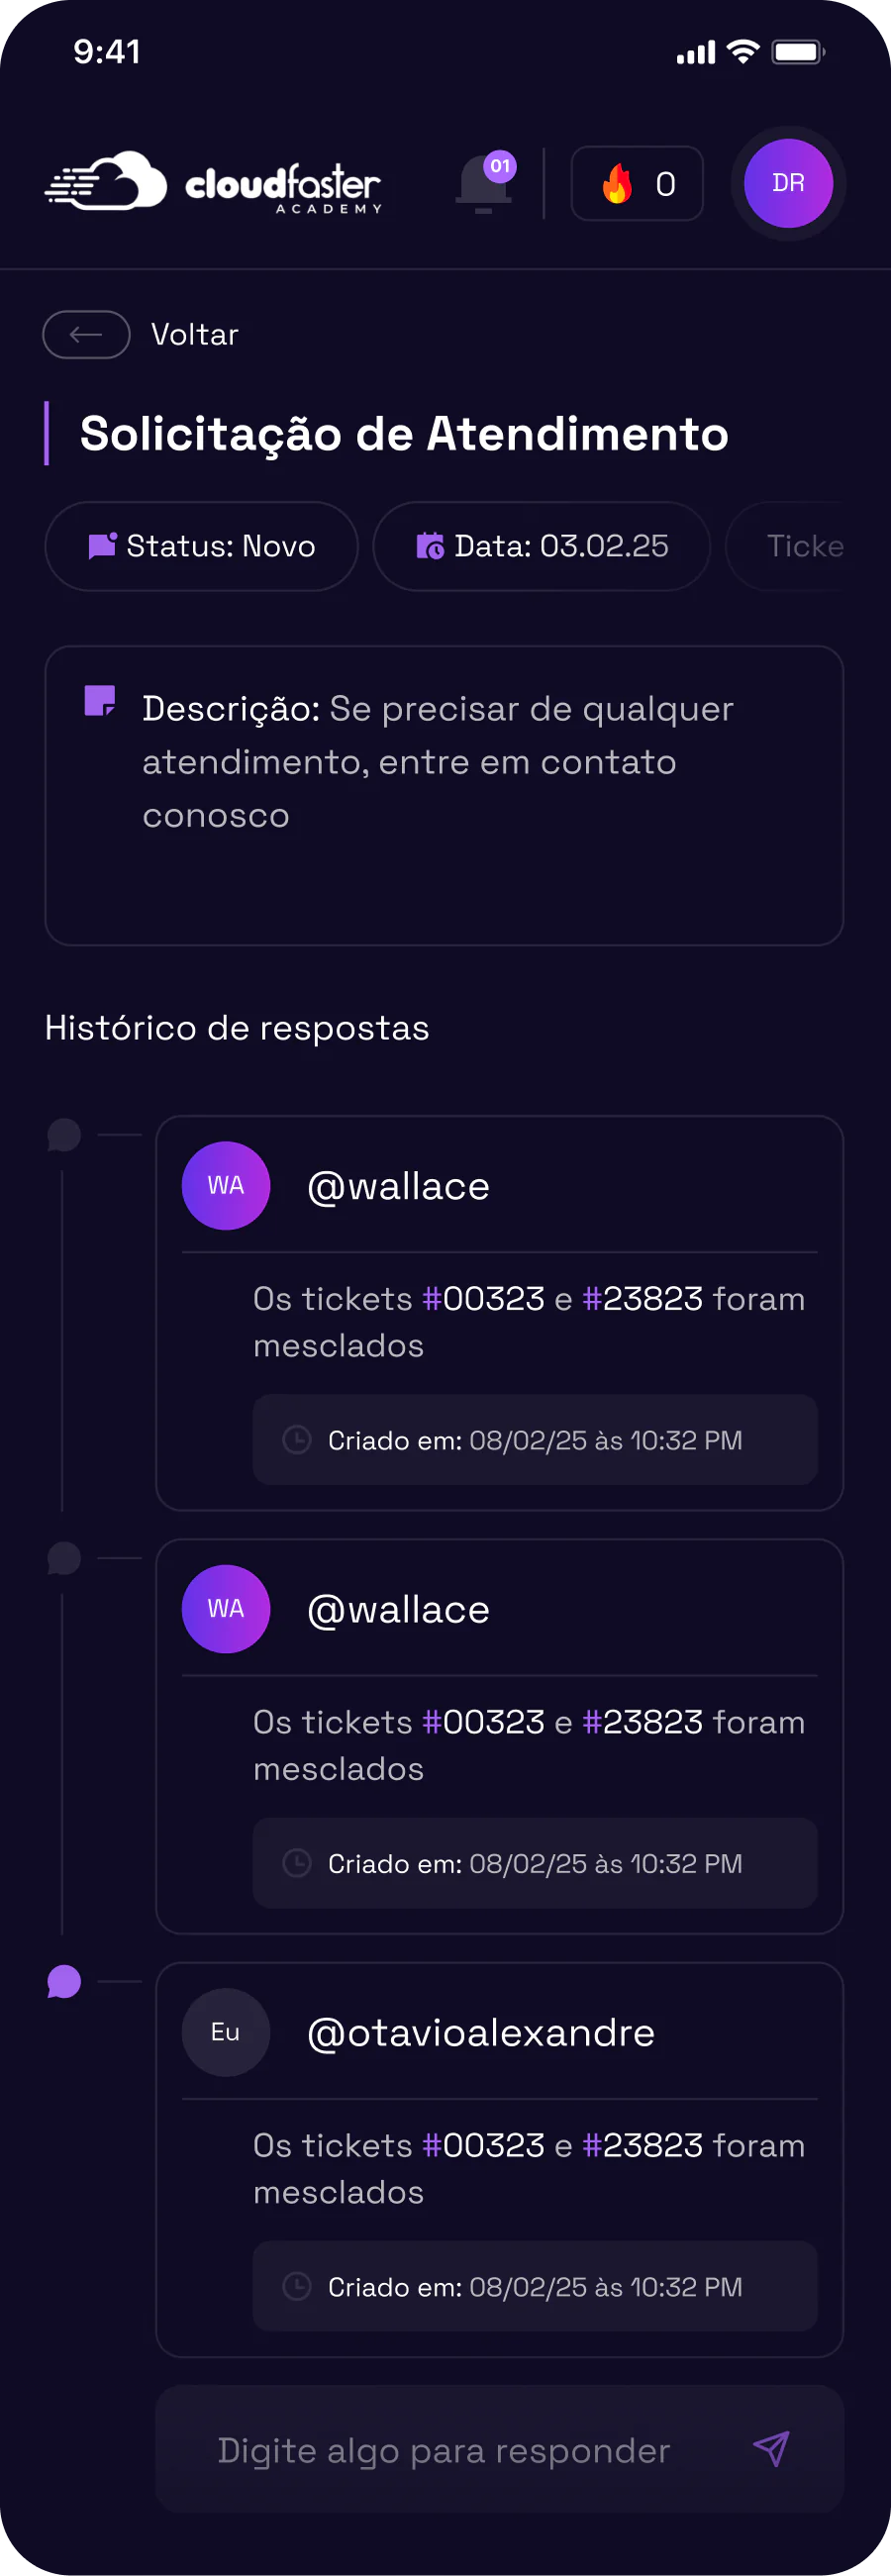 9:41
cloudfaster
ACADEMY
01
0
DR
Voltar
Solicitação de Atendimento
Status: Novo
Data: 03.02.25
Ticke
Descrição: Se precisar de qualquer
atendimento, entre em contato
conosco
Histórico de respostas
WA
@wallace
Os tickets #00323 e #23823 foram
mesclados
Criado em: 08/02/25 às 10:32 PM
WA
@wallace
Os tickets #00323 e #23823 foram
mesclados
Criado em: 08/02/25 às 10:32 PM
Eu
@otavioalexandre
Os tickets #00323 e #23823 foram
mesclados
Criado em: 08/02/25 às 10:32 PM
Digite algo para responder